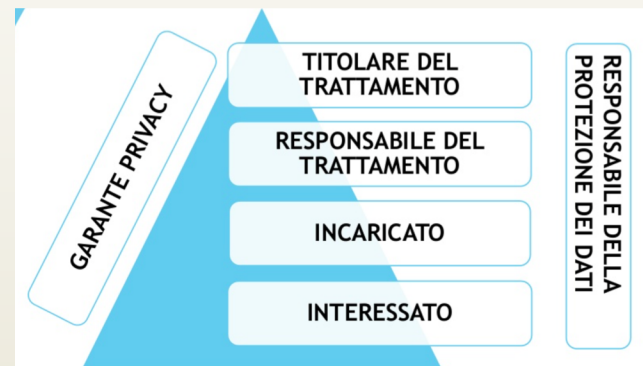 GARANTE PRIVACY
TITOLARE DEL
TRATTAMENTO
RESPONSABILE DEL
TRATTAMENTO
INCARICATO
INTERESSATO
RESPONSABILE DELLA
PROTEZIONE DEI DATI